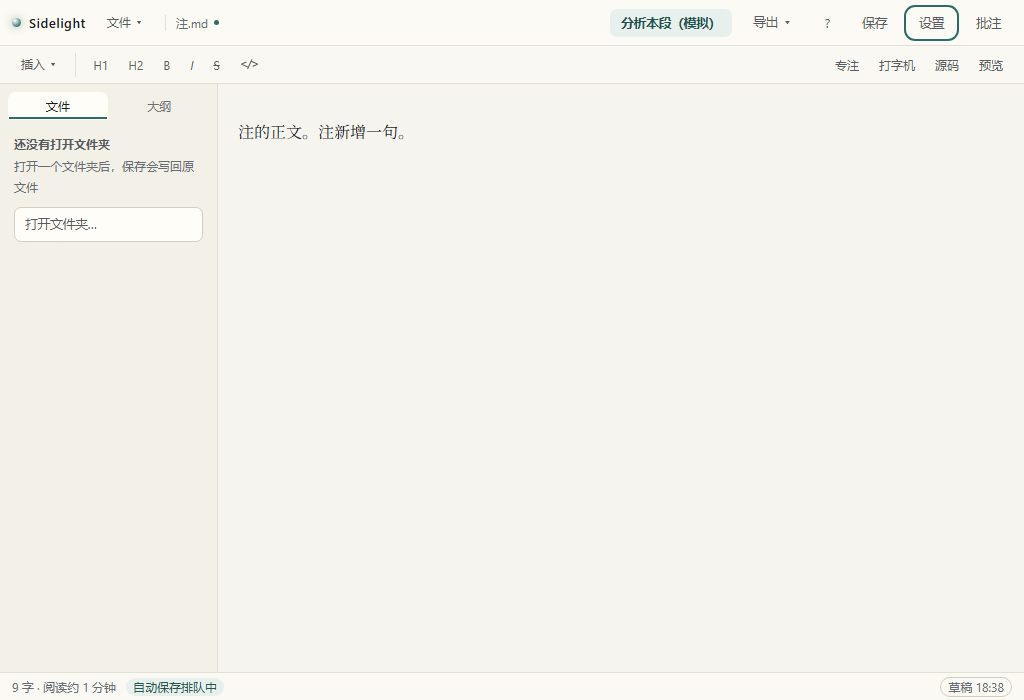 Sidelight 文件 ▾ 注.md ● 分析本段（模拟） 导出 ▾ ? 保存 设置 批注
插入 ▾ H1 H2 B I S </> 专注 打字机 源码 预览
文件 大纲
还没有打开文件夹
打开一个文件夹后，保存会写回原
文件
打开文件夹...
注的正文。注新增一句。
9 字 · 阅读约 1 分钟 自动保存排队中 草稿 18:38